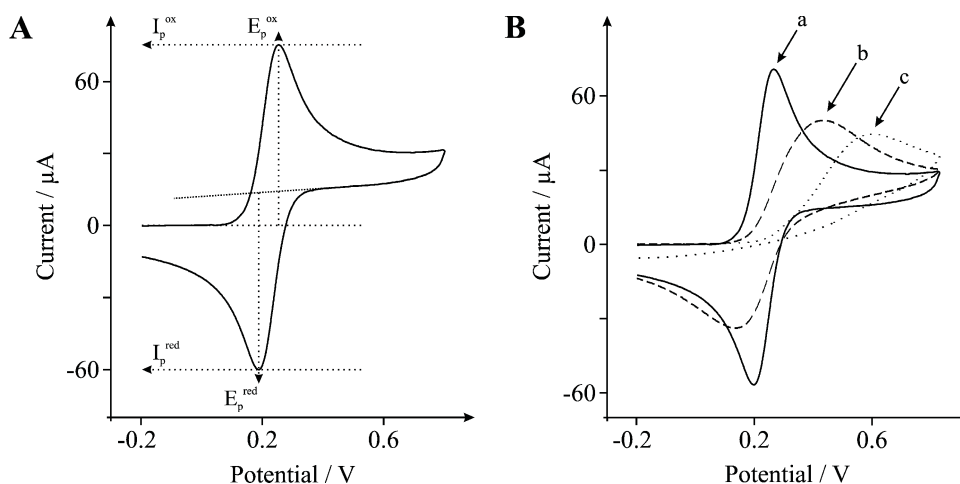 A
I_p^ox
E_p^ox
60
0
-60
Current / µA
I_p^red
E_p^red
-0.2
0.2
0.6
Potential / V
B
a
b
c
60
0
-60
Current / µA
-0.2
0.2
0.6
Potential / V